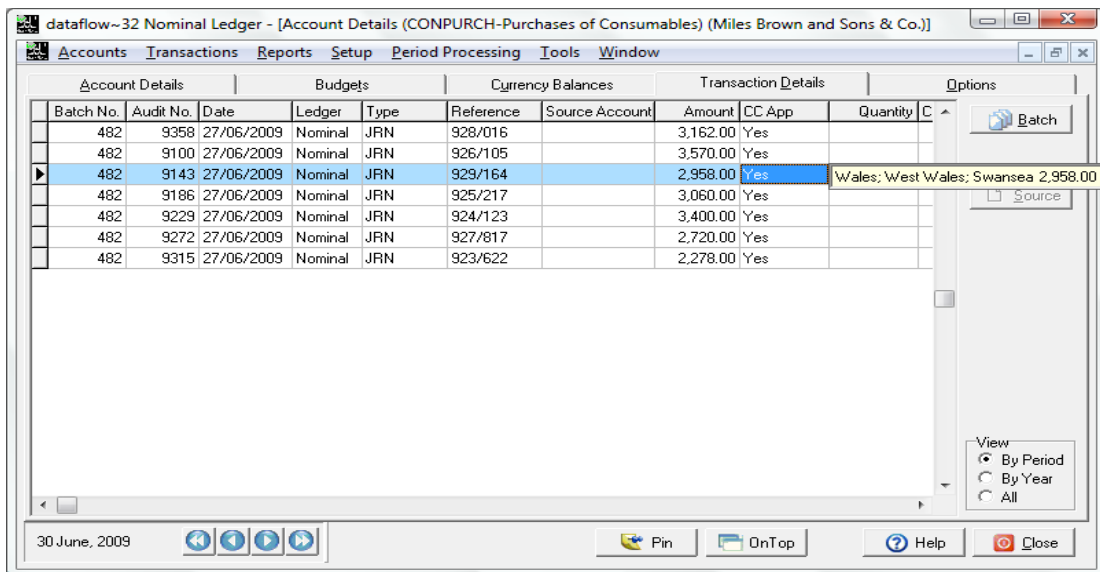 dataflow~32 Nominal Ledger - [Account Details (CONPURCH-Purchases of Consumables) (Miles Brown and Sons & Co.)]
Accounts Transactions Reports Setup Period Processing Tools Window
Account Details Budgets Currency Balances Transaction Details Options
Batch No. Audit No. Date Ledger Type Reference Source Account Amount CC App Quantity C
482 9358 27/06/2009 Nominal JRN 928/016 3,162.00 Yes
Batch
482 9100 27/06/2009 Nominal JRN 926/105 3,570.00 Yes
482 9143 27/06/2009 Nominal JRN 929/164 2,958.00 Yes Wales; West Wales; Swansea 2,958.00
482 9186 27/06/2009 Nominal JRN 925/217 3,060.00 Yes
Source
482 9229 27/06/2009 Nominal JRN 924/123 3,400.00 Yes
482 9272 27/06/2009 Nominal JRN 927/817 2,720.00 Yes
482 9315 27/06/2009 Nominal JRN 923/622 2,278.00 Yes
View
By Period
By Year
All
30 June, 2009 Pin OnTop Help Close